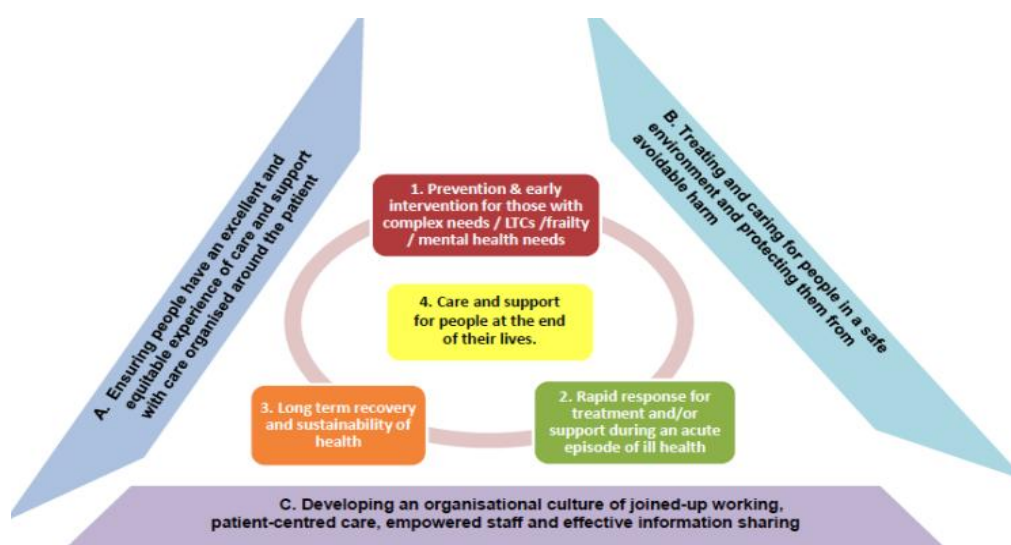 A. Ensuring people have an excellent and
equitable experience of care and support
with care organised around the patient
B. Treating and caring for people in a safe
environment and protecting them from
avoidable harm
1. Prevention & early
intervention for those with
complex needs / LTCs /frailty
/ mental health needs
4. Care and support
for people at the end
of their lives.
3. Long term recovery
and sustainability of
health
2. Rapid response for
treatment and/or
support during an acute
episode of ill health
C. Developing an organisational culture of joined-up working,
patient-centred care, empowered staff and effective information sharing